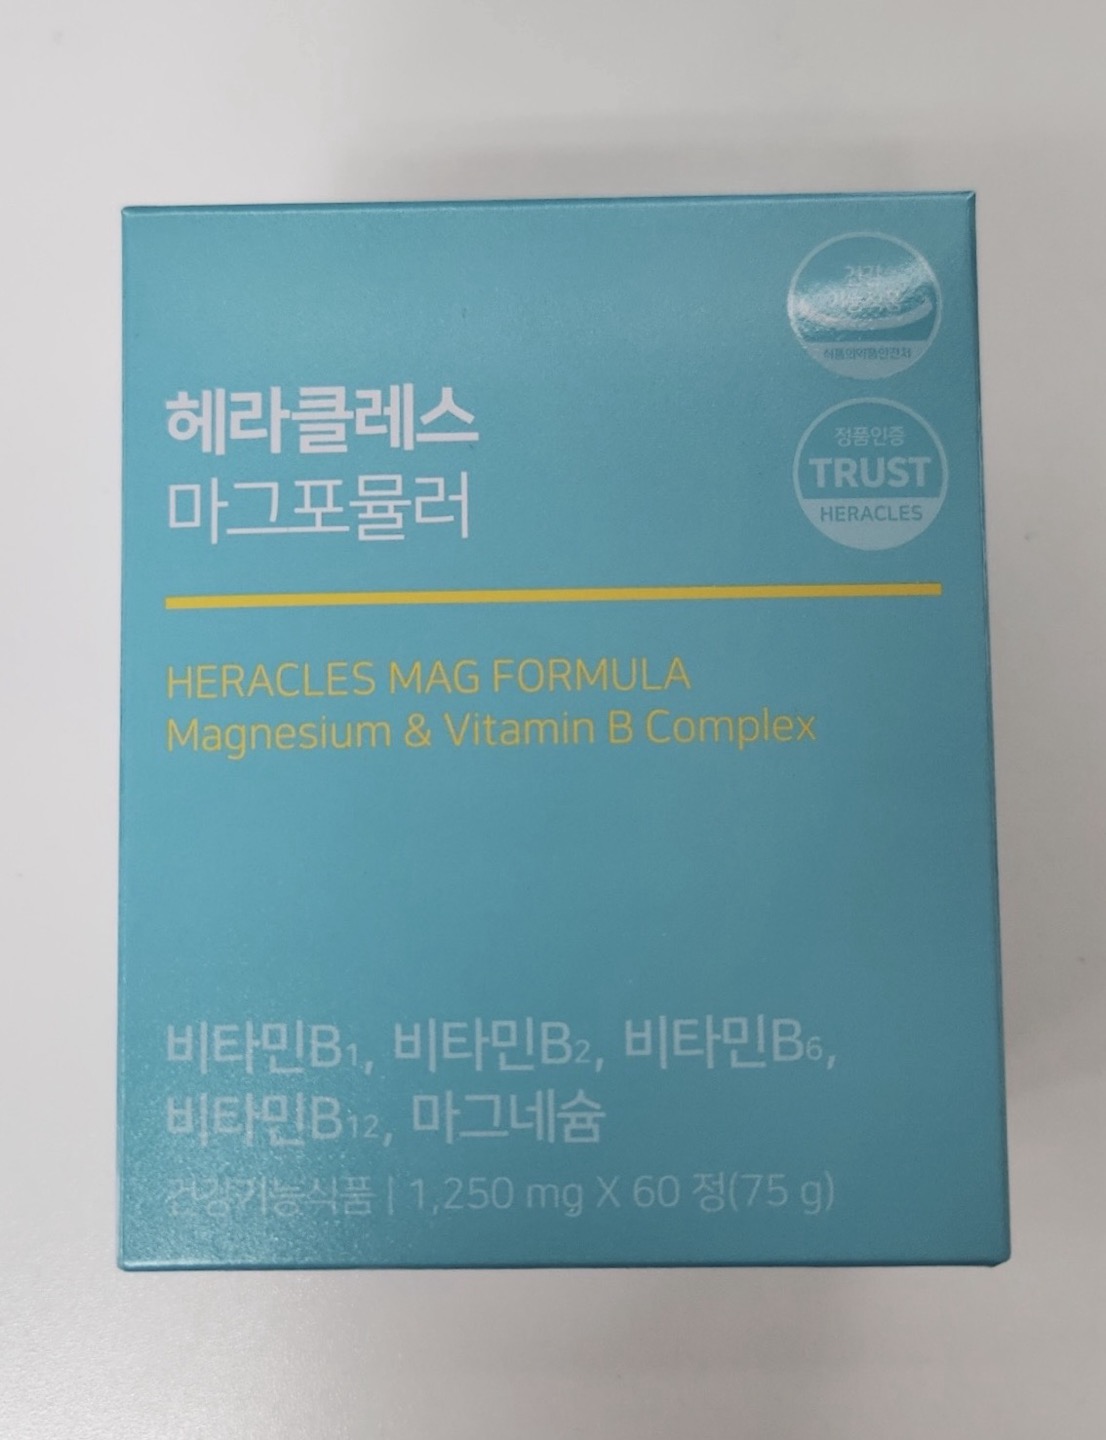 건강
기능식품
식품의약품안전처
헤라클레스
마그포뮬러
정품인증
TRUST
HERACLES
HERACLES MAG FORMULA
Magnesium & Vitamin B Complex
비타민B1, 비타민B2, 비타민B6,
비타민B12, 마그네슘
건강기능식품 | 1,250 mg X 60 정(75 g)